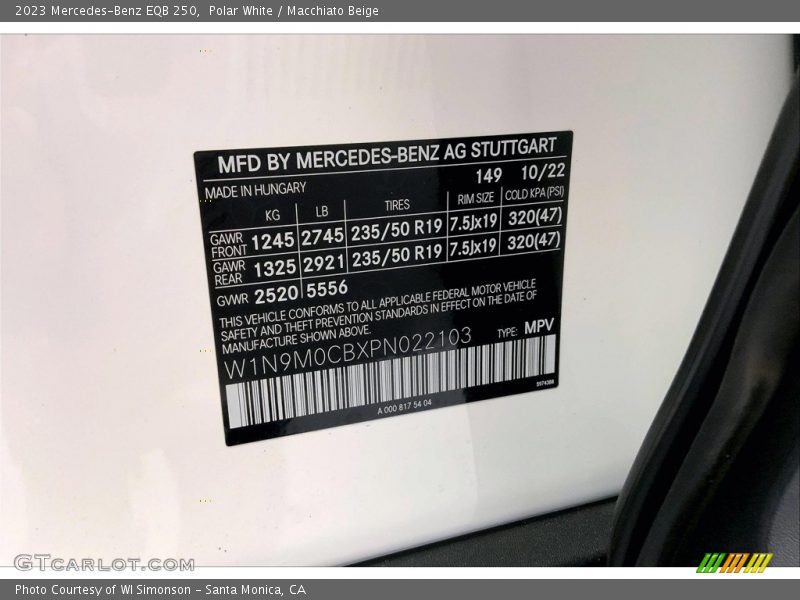 2023 Mercedes-Benz EQB 250, Polar White / Macchiato Beige
MFD BY MERCEDES-BENZ AG STUTTGART
MADE IN HUNGARY 149 10/22
KG LB TIRES RIM SIZE COLD KPA (PSI)
GAWR FRONT 1245 2745 235/50 R19 7.5Jx19 320(47)
GAWR REAR 1325 2921 235/50 R19 7.5Jx19 320(47)
GVWR 2520 5556
THIS VEHICLE CONFORMS TO ALL APPLICABLE FEDERAL MOTOR VEHICLE
SAFETY AND THEFT PREVENTION STANDARDS IN EFFECT ON THE DATE OF
MANUFACTURE SHOWN ABOVE.
W1N9M0CBXPN022103 TYPE: MPV
A 000 817 54 04
5974388
GTCARLOT.COM
Photo Courtesy of WI Simonson - Santa Monica, CA